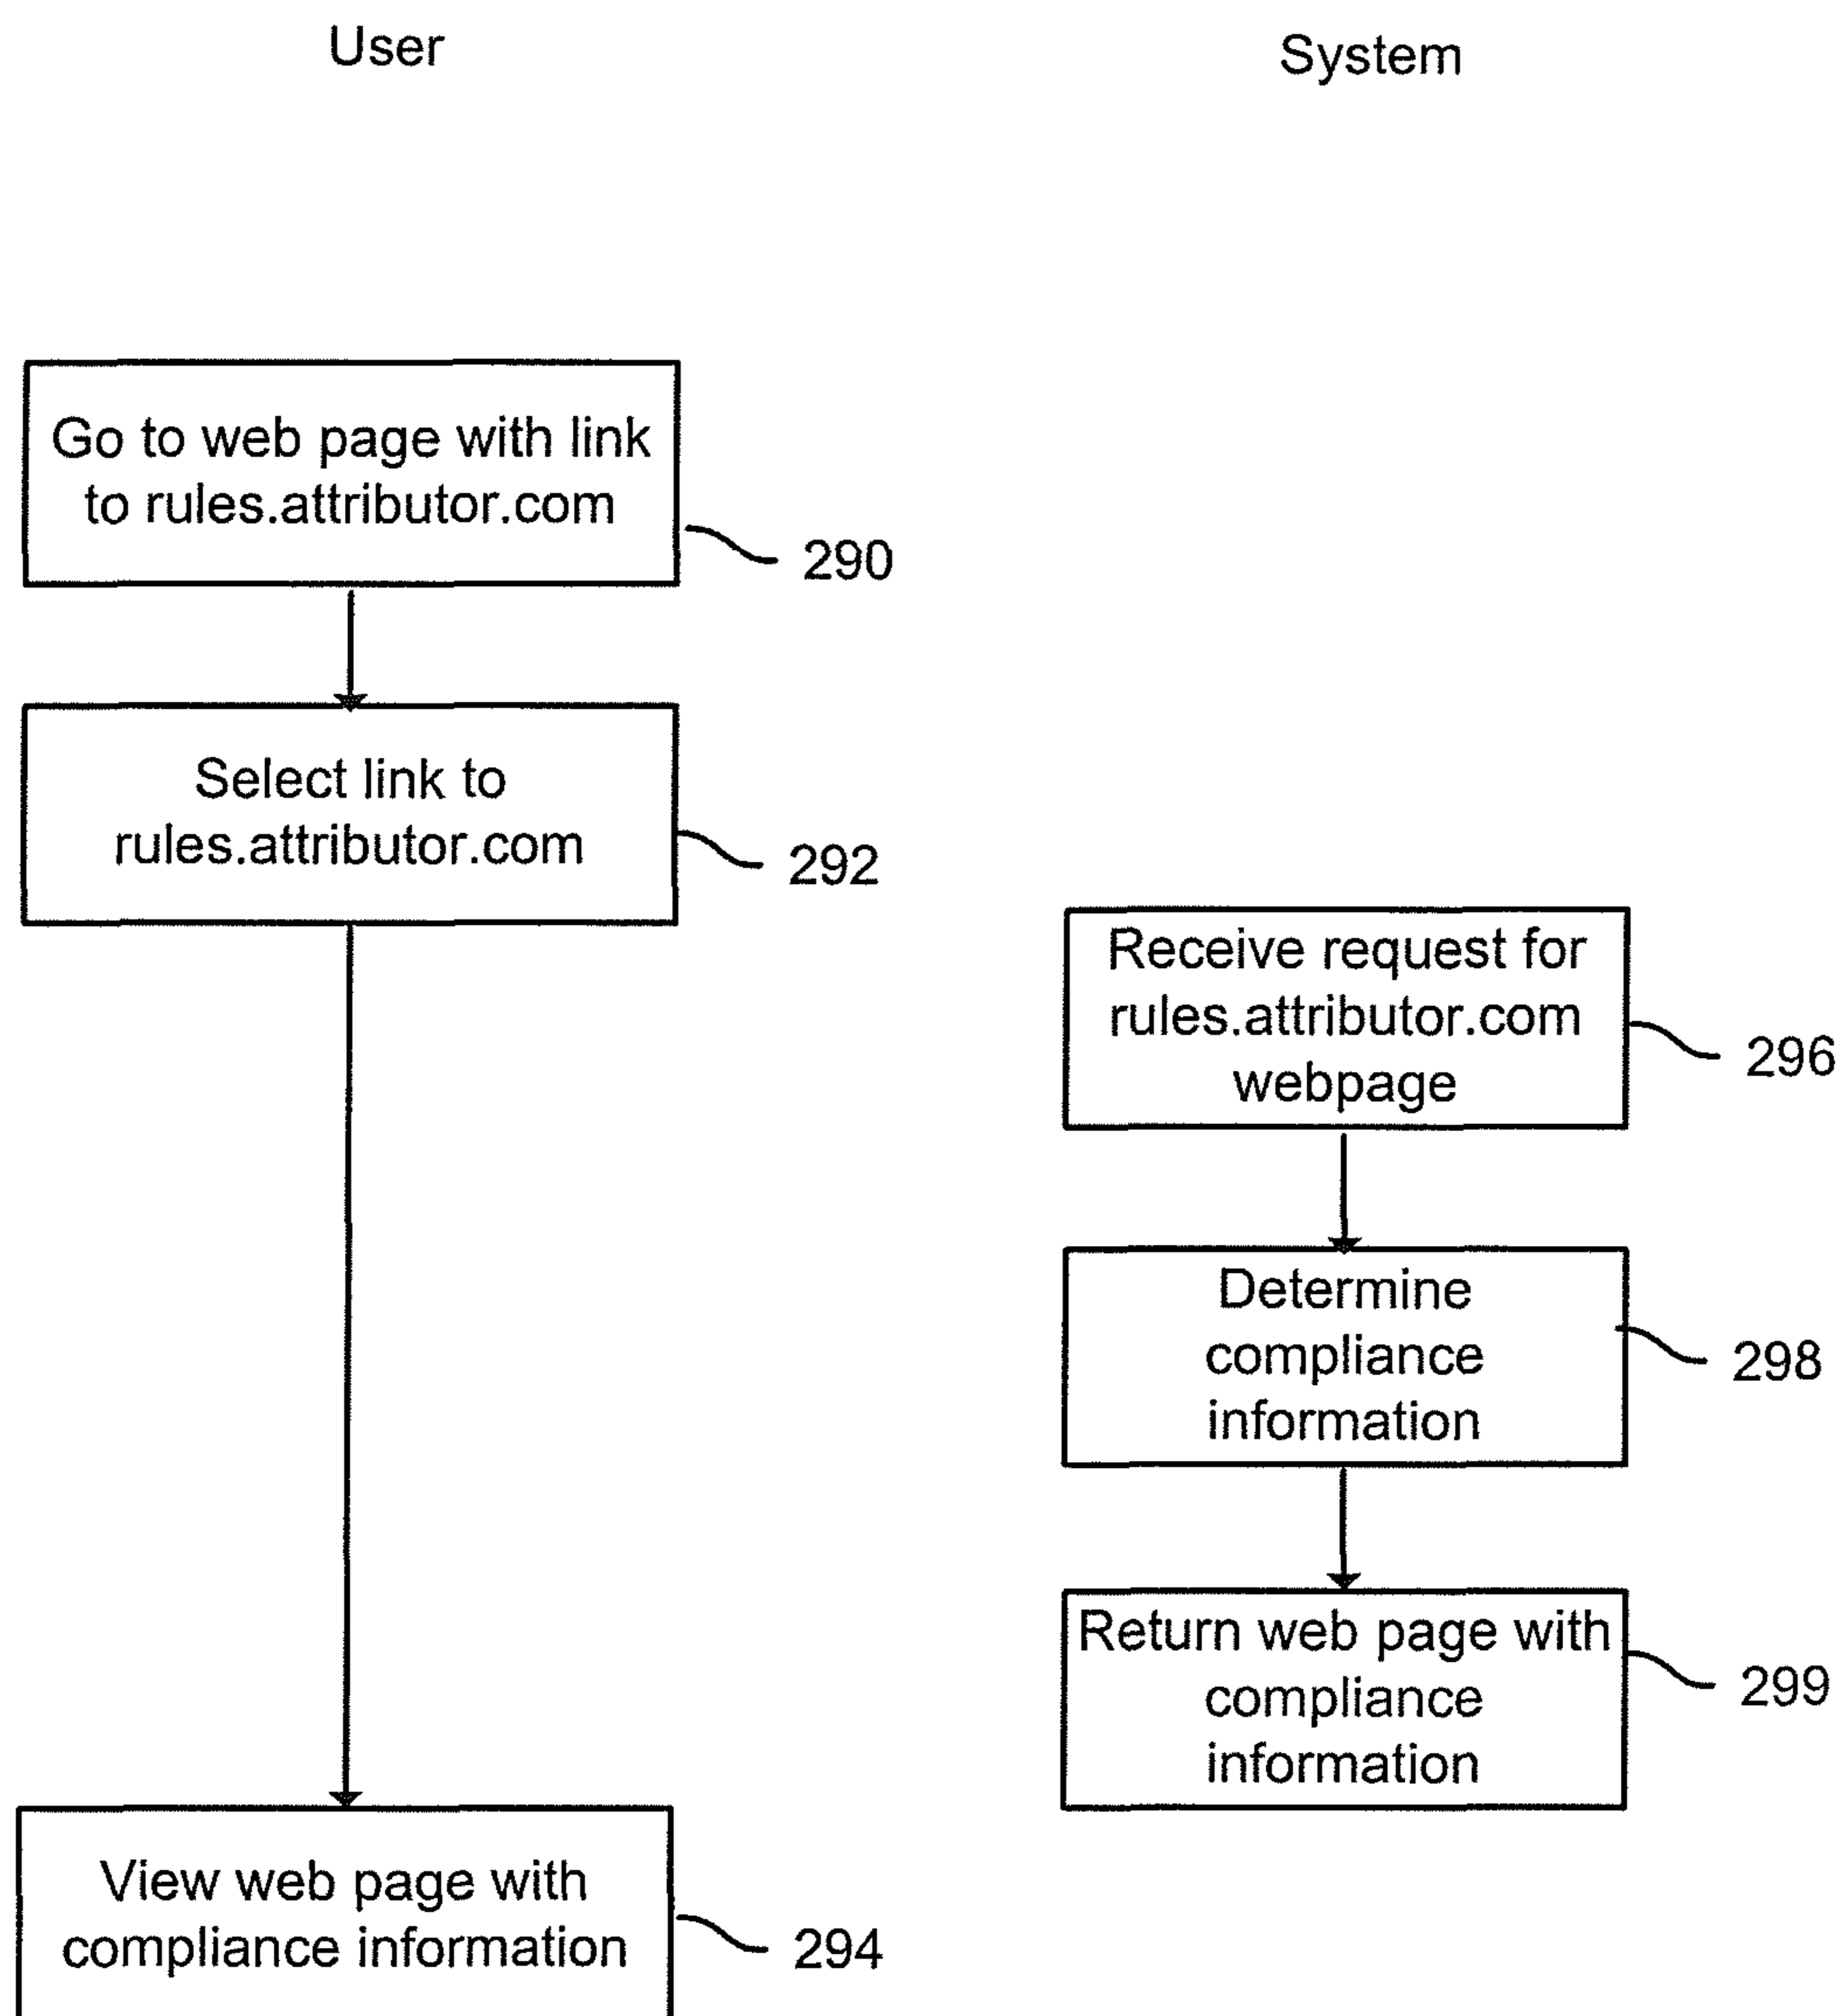 User
System
Go to web page with link
to rules.attributor.com
290
Select link to
rules.attributor.com
292
Receive request for
rules.attributor.com
webpage
296
Determine
compliance
information
298
Return web page with
compliance
information
299
View web page with
compliance information
294